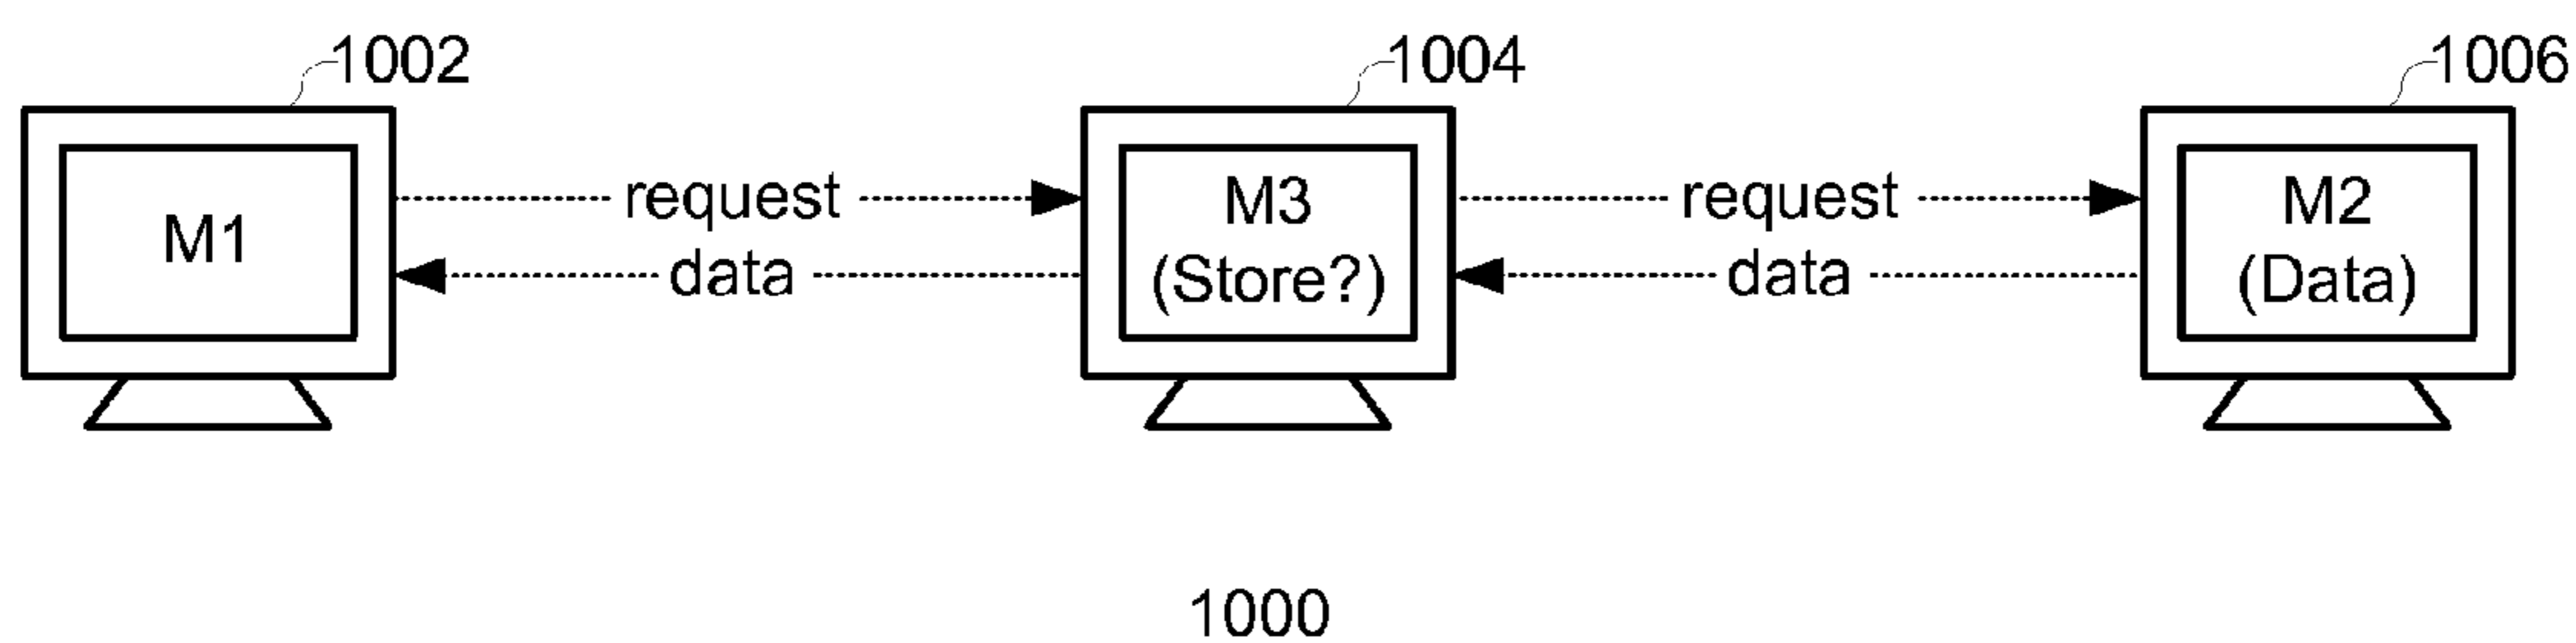 1002
1004
1006
M1
request
data
M3
(Store?)
request
data
M2
(Data)
1000